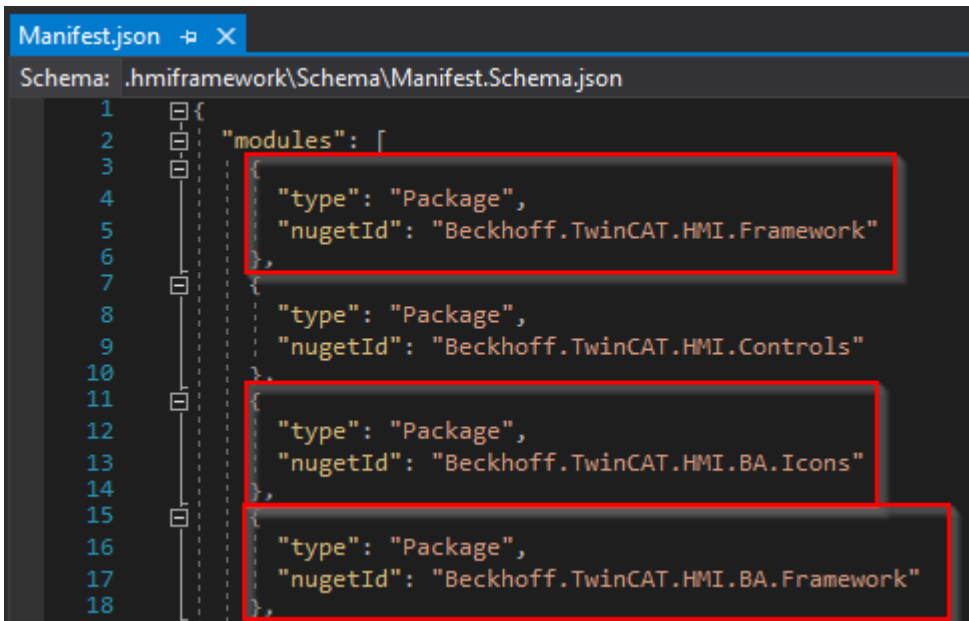 Manifest.json
Schema: .hmiframework\Schema\Manifest.Schema.json
1 {
2 "modules": [
3 {
4 "type": "Package",
5 "nugetId": "Beckhoff.TwinCAT.HMI.Framework"
6 },
7 {
8 "type": "Package",
9 "nugetId": "Beckhoff.TwinCAT.HMI.Controls"
10 },
11 {
12 "type": "Package",
13 "nugetId": "Beckhoff.TwinCAT.HMI.BA.Icons"
14 },
15 {
16 "type": "Package",
17 "nugetId": "Beckhoff.TwinCAT.HMI.BA.Framework"
18 },